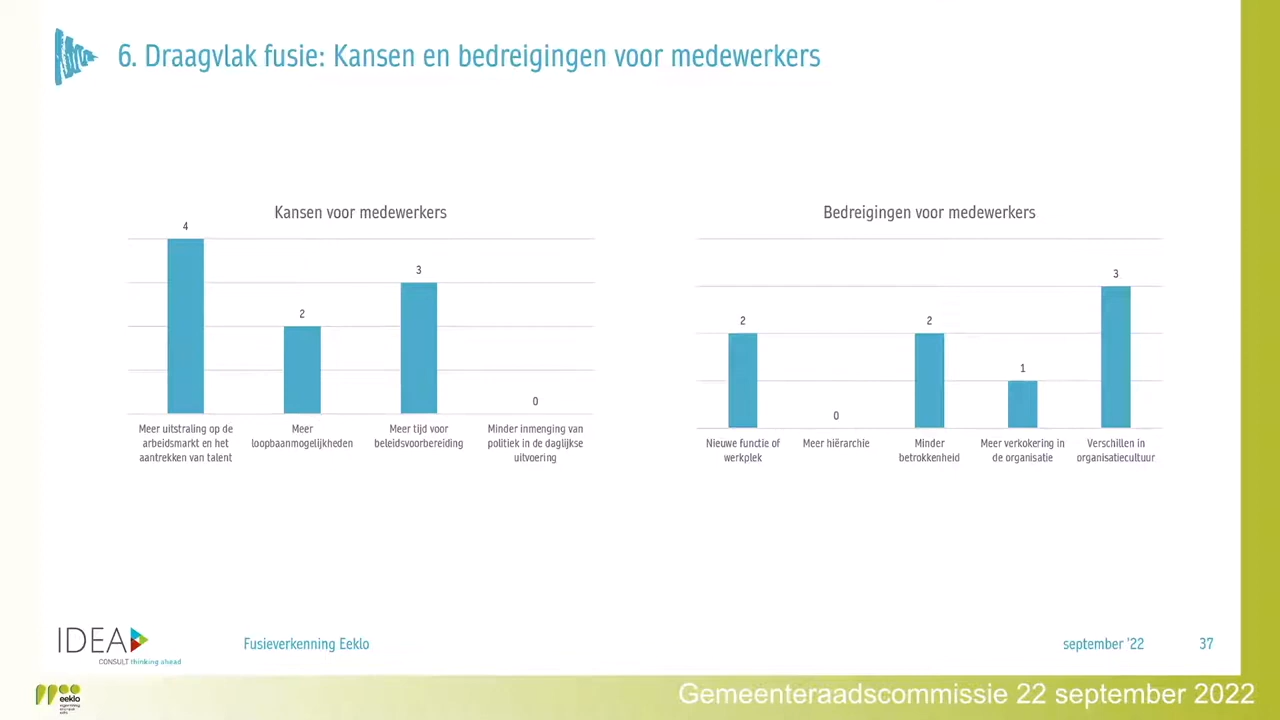 6. Draagvlak fusie: Kansen en bedreigingen voor medewerkers
Kansen voor medewerkers
4
2
3
0
Meer uitstraling op de
arbeidsmarkt en het
aantrekken van talent
Meer
loopbaanmogelijkheden
Meer tijd voor
beleidsvoorbereiding
Minder inmenging van
politiek in de daglijkse
uitvoering
Bedreigingen voor medewerkers
2
0
2
1
3
Nieuwe functie of
werkplek
Meer hiërarchie
Minder
betrokkenheid
Meer verkokering in
de organisatie
Verschillen in
organisatiecultuur
IDEA
CONSULT thinking ahead
Fusieverkenning Eeklo
september '22
37
eeklo
Gemeenteraadscommissie 22 september 2022